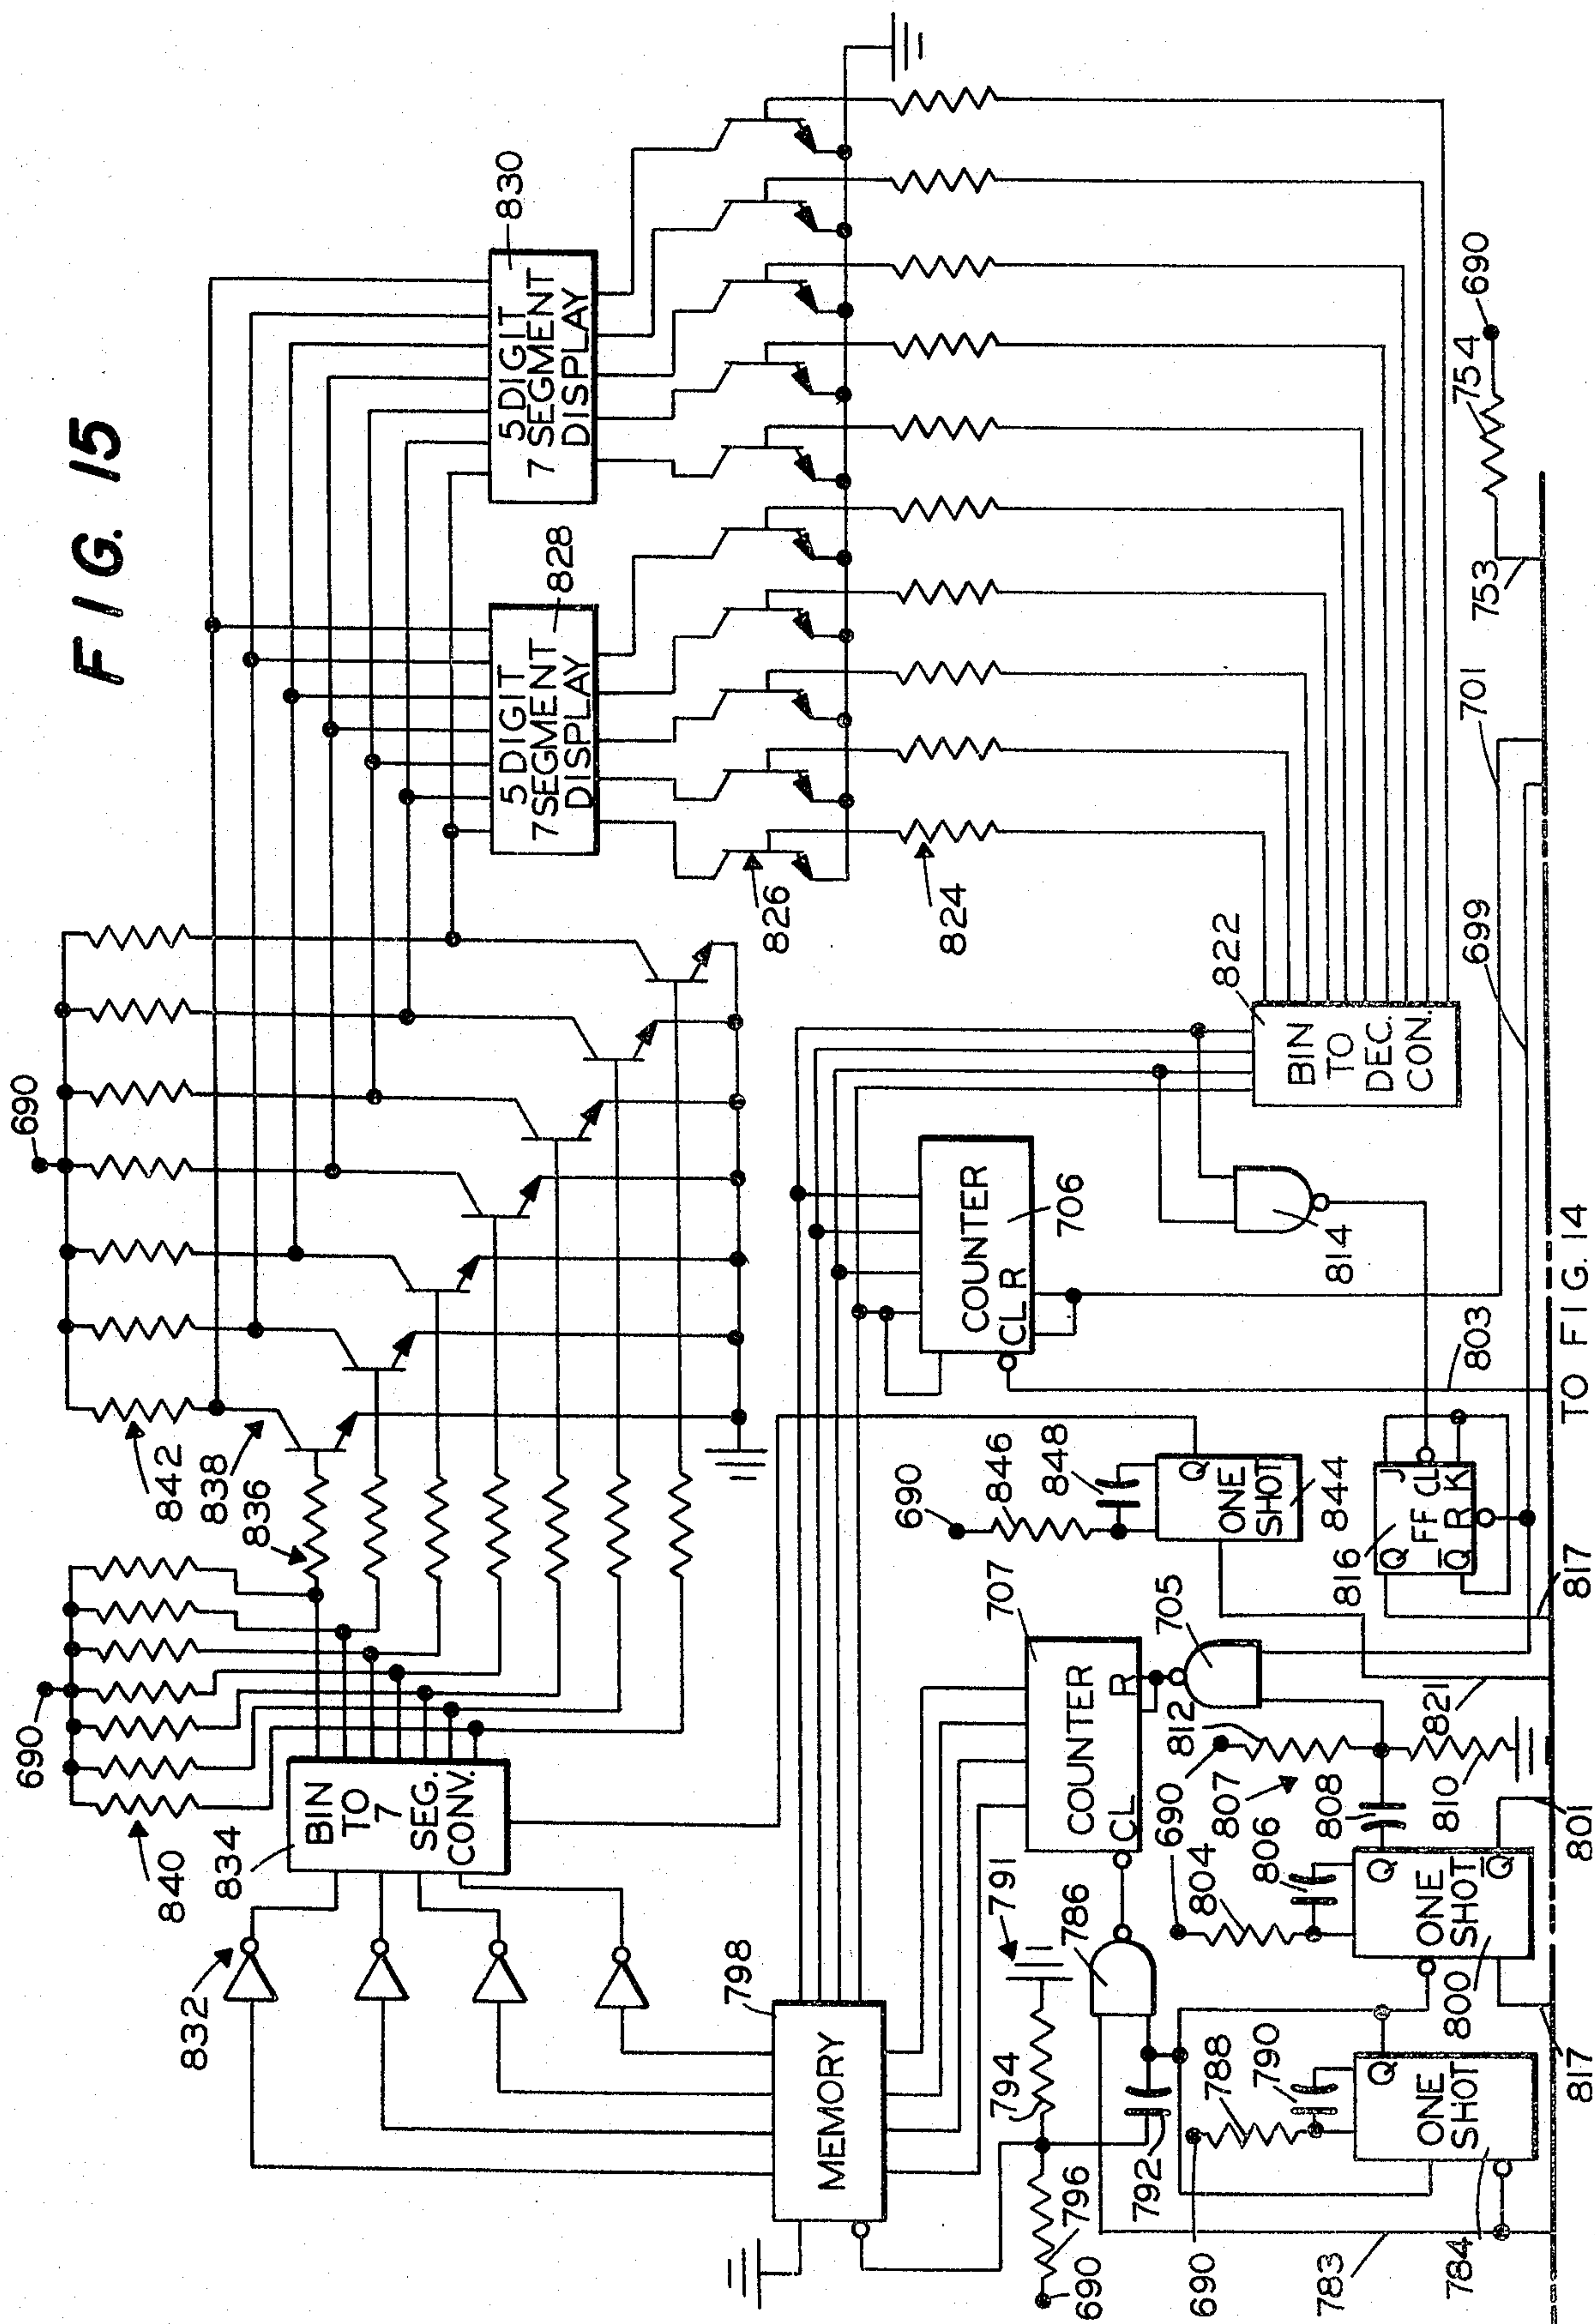 FIG. 15
690
690
840
842
838
836
834
BIN
TO
7
SEG.
CONV.
832
5 DIGIT
7 SEGMENT
DISPLAY
828
5 DIGIT
7 SEGMENT
DISPLAY
830
826
824
798
MEMORY
707
COUNTER
CL
R
COUNTER
CL R
706
BIN
TO
DEC.
CON.
822
690
846
848
Q
ONE
SHOT
844
814
816
J
Q
FF
CL
Q
R
K
817
803
699
701
753
754
690
705
812
690
807
808
810
821
801
804
806
Q
ONE
SHOT
Q
800
817
786
791
794
792
796
690
690
788
790
Q
ONE
SHOT
783
784
TO FIG. 14